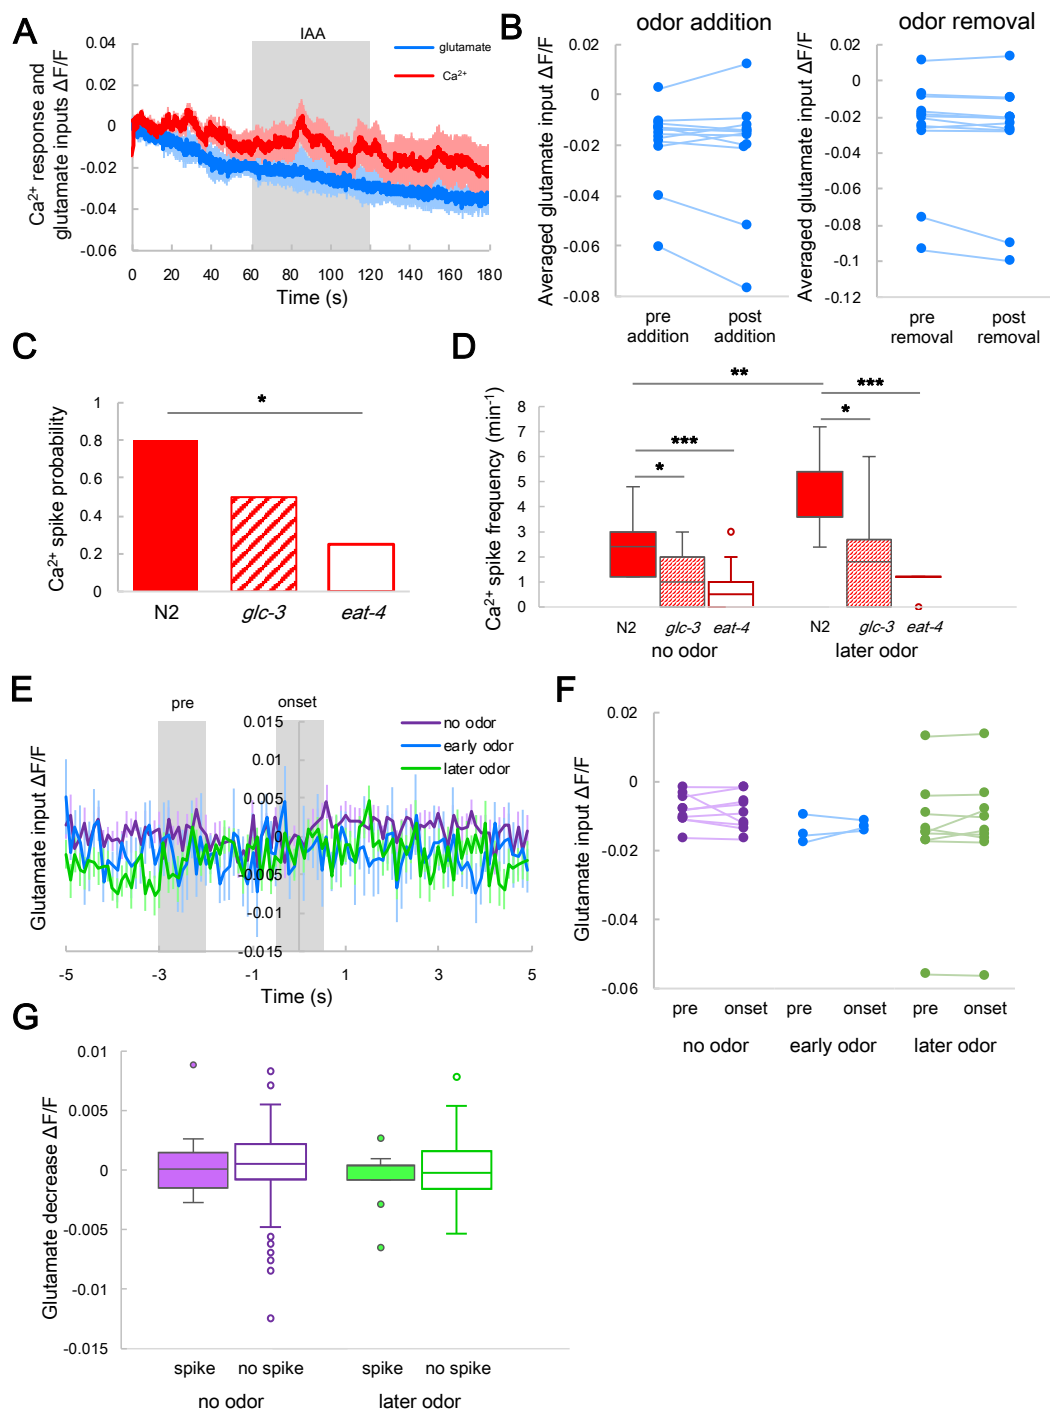 A
Ca²⁺ response and
glutamate inputs ΔF/F
0.04
0.02
0
-0.02
-0.04
-0.06
IAA
glutamate
Ca²⁺
0
20
40
60
80
100
120
140
160
180
Time (s)
B
odor addition
Averaged glutamate input ΔF/F
0.02
0
-0.02
-0.04
-0.06
-0.08
pre
addition
post
addition
odor removal
Averaged glutamate input ΔF/F
0.02
0
-0.02
-0.04
-0.06
-0.08
-0.1
-0.12
pre
removal
post
removal
C
Ca²⁺ spike probability
1
0.8
0.6
0.4
0.2
0
*
N2
glc-3
eat-4
D
Ca²⁺ spike frequency (min⁻¹)
8
7
6
5
4
3
2
1
0
**
***
***
*
*
N2
glc-3
eat-4
N2
glc-3
eat-4
no odor
later odor
E
Glutamate input ΔF/F
pre
onset
0.015
0.01
0.005
0
-0.005
-0.01
-0.015
no odor
early odor
later odor
-5
-3
-1
1
3
5
Time (s)
F
Glutamate input ΔF/F
0.02
0
-0.02
-0.04
-0.06
pre
onset
pre
onset
pre
onset
no odor
early odor
later odor
G
Glutamate decrease ΔF/F
0.01
0.005
0
-0.005
-0.01
-0.015
spike
no spike
spike
no spike
no odor
later odor